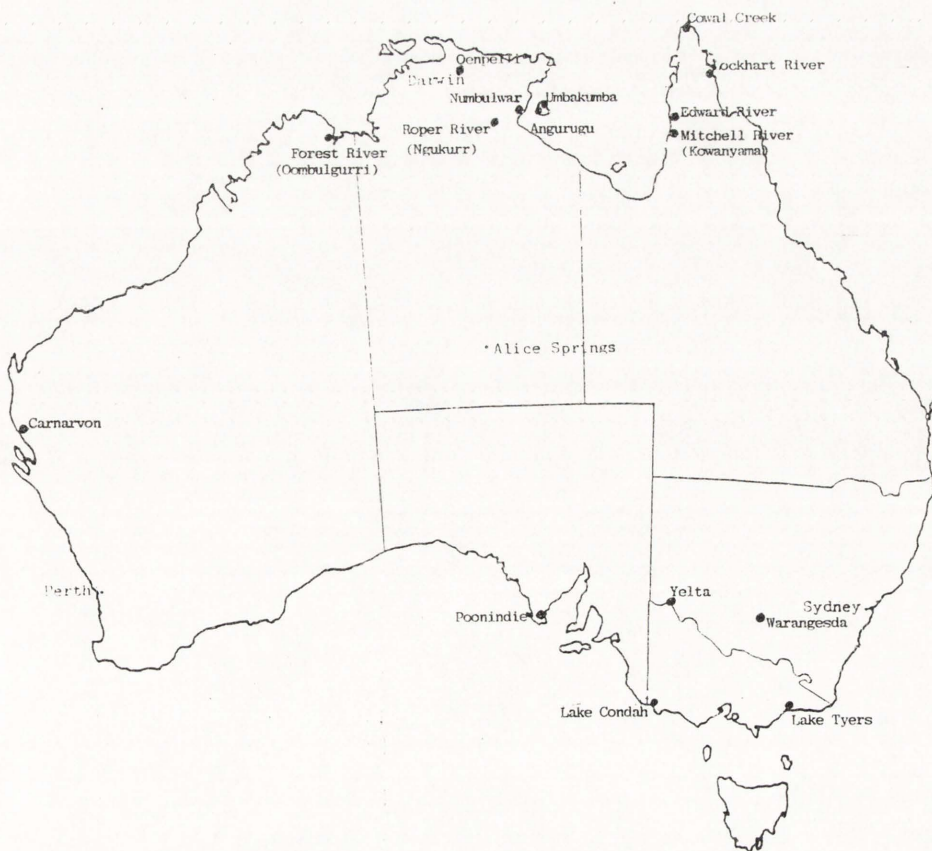 Cowal Creek
Oenpelli
Lockhart River
Darwin
Numbulwar
Umbakumba
Edward River
Roper River
(Ngukurr)
Angurugu
Mitchell River
(Kowanyama)
Forest River
(Oombulgurri)
Alice Springs
Carnarvon
Perth
Yelta
Sydney
Poonindie
Warangesda
Lake Condah
Lake Tyers